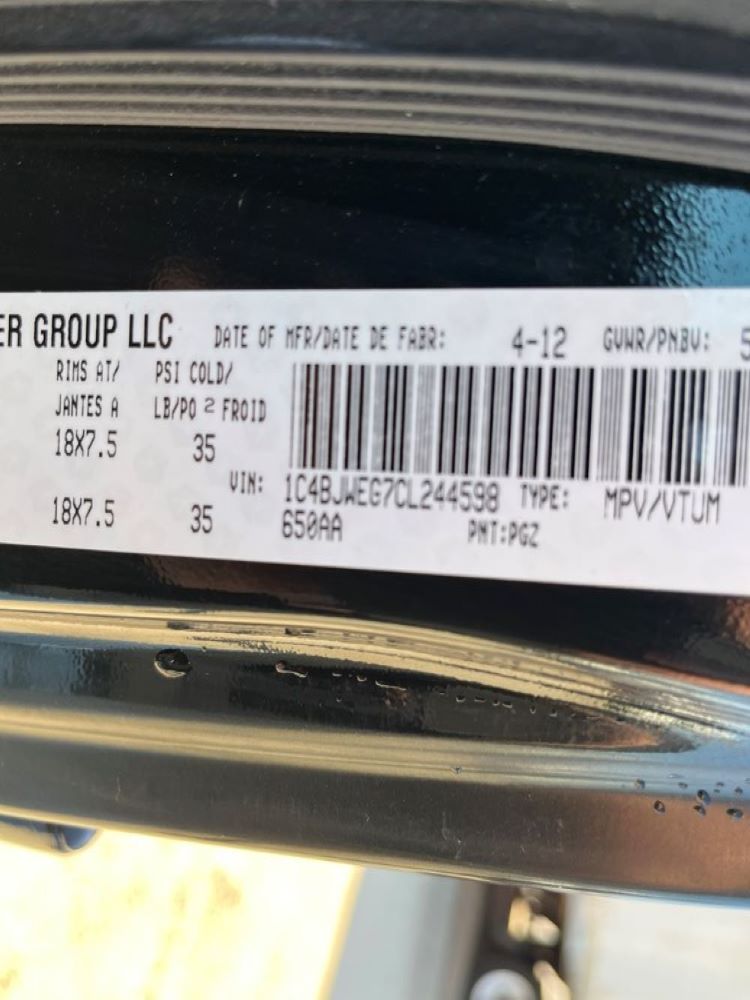 ER GROUP LLC DATE OF MFR/DATE DE FABR: 4-12 GVWR/PNBV: 5
RIMS AT/ PSI COLD/
JANTES A LB/PO 2 FROID
18X7.5 35
VIN: 1C4BJWEG7CL244598 TYPE: MPV/VTUM
18X7.5 35 650AA PNT:PGZ